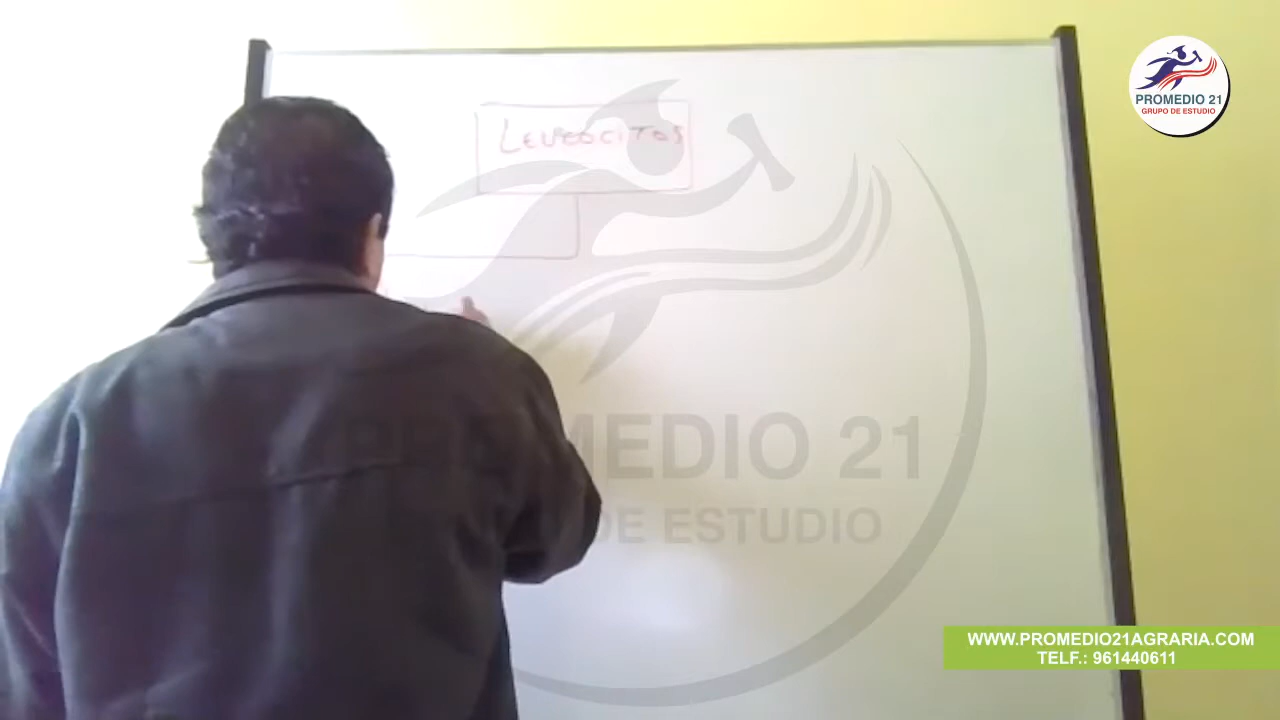 PROMEDIO 21
GRUPO DE ESTUDIO
LEUCOCITOS
PROMEDIO 21
DE ESTUDIO
WWW.PROMEDIO21AGRARIA.COM
TELF.: 961440611